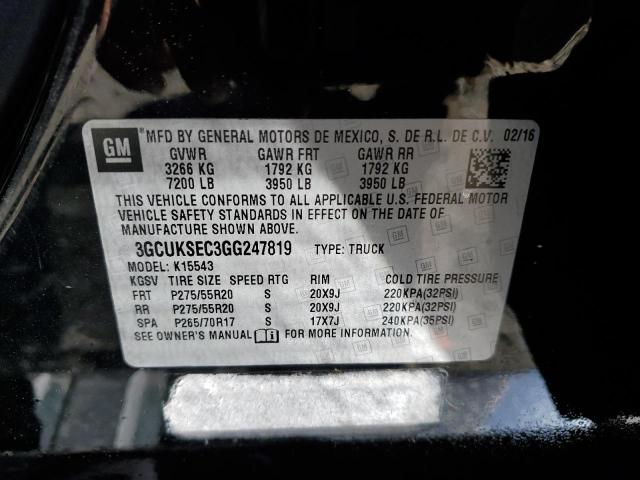 GM ® MFD BY GENERAL MOTORS DE MEXICO, S. DE R.L. DE C.V. 02/16
GVWR GAWR FRT GAWR RR
3266 KG 1792 KG 1792 KG
7200 LB 3950 LB 3950 LB
THIS VEHICLE CONFORMS TO ALL APPLICABLE U.S. FEDERAL MOTOR
VEHICLE SAFETY STANDARDS IN EFFECT ON THE DATE OF
MANUFACTURE SHOWN ABOVE.
3GCUKSEC3GG247819 TYPE: TRUCK
MODEL: K15543
KGSV TIRE SIZE SPEED RTG RIM COLD TIRE PRESSURE
FRT P275/55R20 S 20X9J 220KPA(32PSI)
RR P275/55R20 S 20X9J 220KPA(32PSI)
SPA P265/70R17 S 17X7J 240KPA(35PSI)
SEE OWNER'S MANUAL FOR MORE INFORMATION.